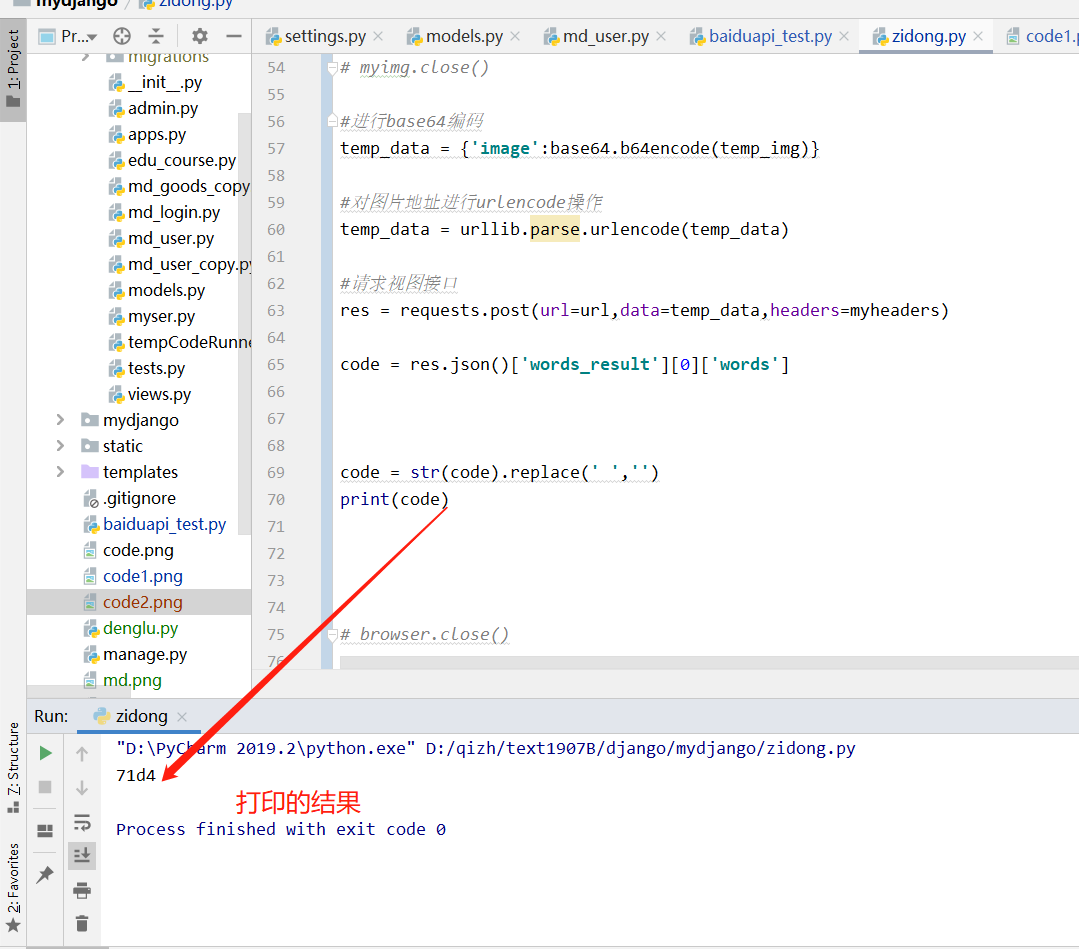 mydjango / zidong.py
1: Project
Pr...
settings.py
models.py
md_user.py
baiduapi_test.py
zidong.py
code1.p
migrations
__init__.py
admin.py
apps.py
edu_course.py
md_goods_copy
md_login.py
md_user.py
md_user_copy.py
models.py
myser.py
tempCodeRunne
tests.py
views.py
mydjango
static
templates
.gitignore
baiduapi_test.py
code.png
code1.png
code2.png
denglu.py
manage.py
md.png
54 # myimg.close()
55
56 #进行base64编码
57 temp_data = {'image':base64.b64encode(temp_img)}
58
59 #对图片地址进行urlencode操作
60 temp_data = urllib.parse.urlencode(temp_data)
61
62 #请求视图接口
63 res = requests.post(url=url,data=temp_data,headers=myheaders)
64
65 code = res.json()['words_result'][0]['words']
66
67
68
69 code = str(code).replace(' ','')
70 print(code)
71
72
73
74
75 # browser.close()
76
Run: zidong
7: Structure
2: Favorites
"D:\PyCharm 2019.2\python.exe" D:/qizh/text1907B/django/mydjango/zidong.py
71d4
打印的结果
Process finished with exit code 0